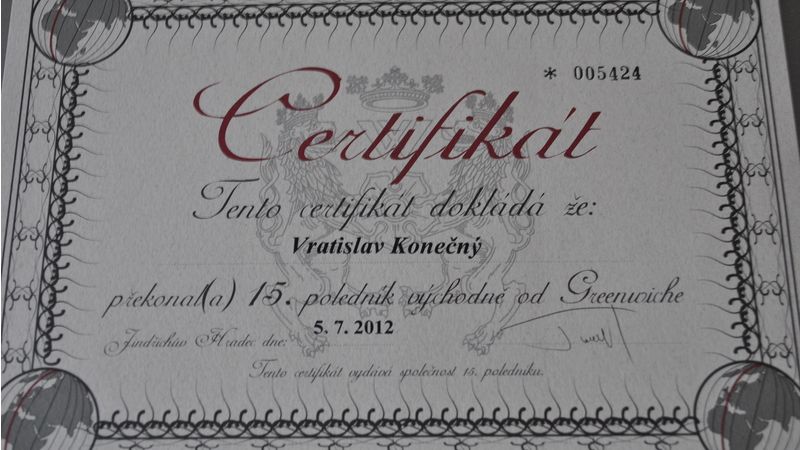 * 005424
Certifikát
Tento certifikát dokládá že:
Vratislav Konečný
překonal(a) 15. poledník východně od Greenwiche
Jindřichův Hradec dne: 5. 7. 2012
Tento certifikát vydává společnost 15. poledníku.